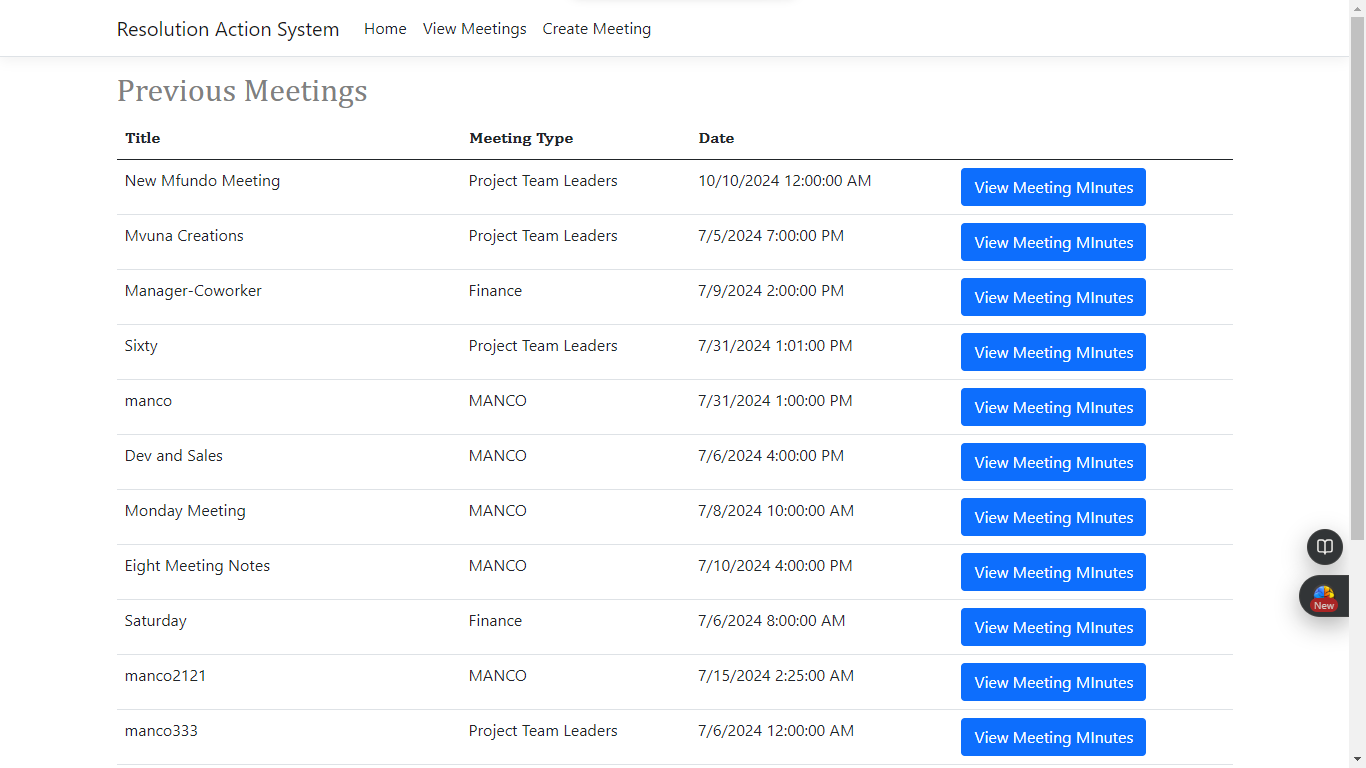 Resolution Action System Home View Meetings Create Meeting
Previous Meetings
Title Meeting Type Date
New Mfundo Meeting Project Team Leaders 10/10/2024 12:00:00 AM View Meeting MInutes
Mvuna Creations Project Team Leaders 7/5/2024 7:00:00 PM View Meeting MInutes
Manager-Coworker Finance 7/9/2024 2:00:00 PM View Meeting MInutes
Sixty Project Team Leaders 7/31/2024 1:01:00 PM View Meeting MInutes
manco MANCO 7/31/2024 1:00:00 PM View Meeting MInutes
Dev and Sales MANCO 7/6/2024 4:00:00 PM View Meeting MInutes
Monday Meeting MANCO 7/8/2024 10:00:00 AM View Meeting MInutes
Eight Meeting Notes MANCO 7/10/2024 4:00:00 PM View Meeting MInutes
Saturday Finance 7/6/2024 8:00:00 AM View Meeting MInutes
New
manco2121 MANCO 7/15/2024 2:25:00 AM View Meeting MInutes
manco333 Project Team Leaders 7/6/2024 12:00:00 AM View Meeting MInutes